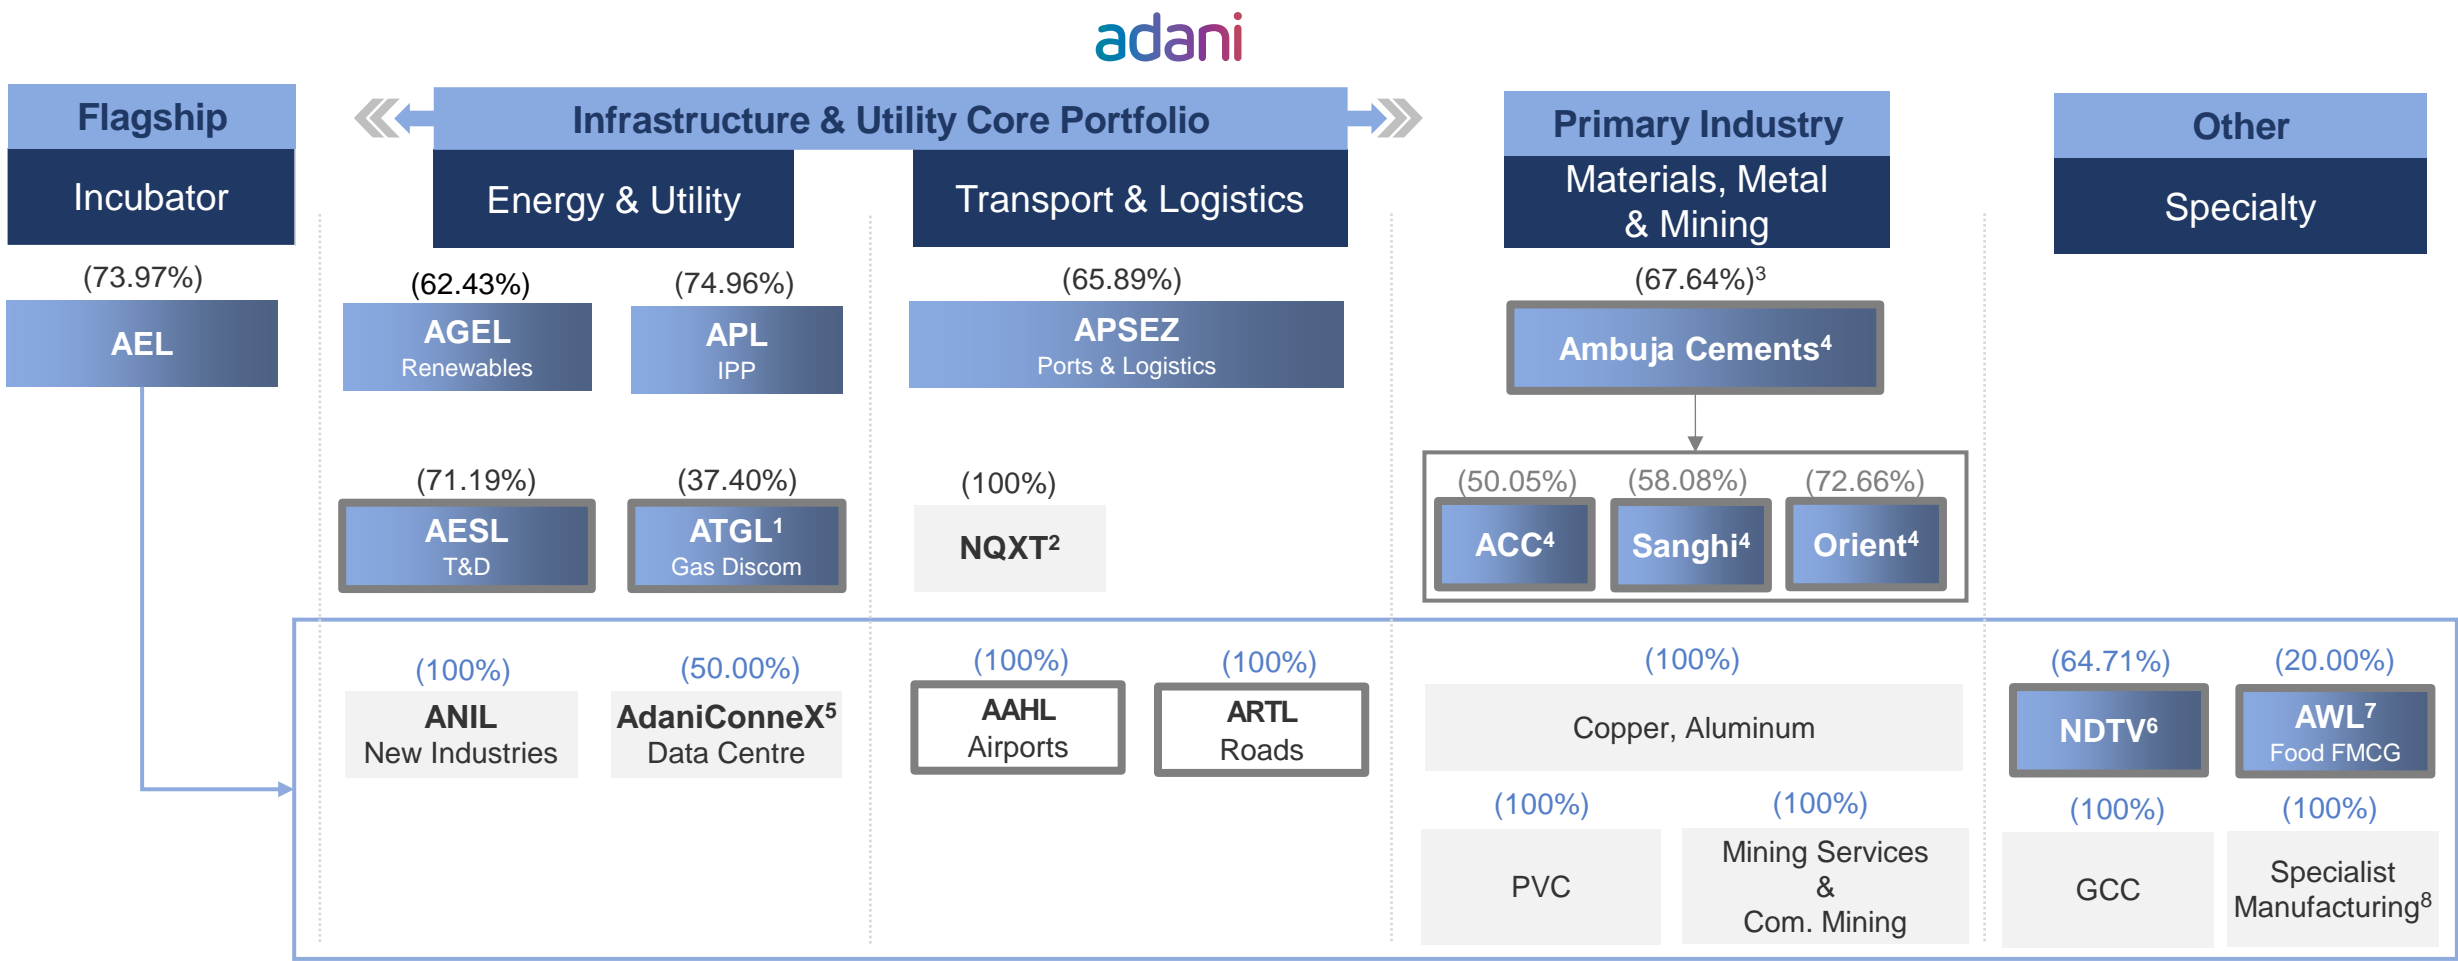 adani
Flagship
Incubator
(73.97%)
AEL
Infrastructure & Utility Core Portfolio
Energy & Utility
(62.43%)
AGEL
Renewables
(74.96%)
APL
IPP
(71.19%)
AESL
T&D
(37.40%)
ATGL1
Gas Discom
Transport & Logistics
(65.89%)
APSEZ
Ports & Logistics
(100%)
NQXT2
Primary Industry
Materials, Metal
& Mining
(67.64%)3
Ambuja Cements4
(50.05%)
ACC4
(58.08%)
Sanghi4
(72.66%)
Orient4
Other
Specialty
(100%)
ANIL
New Industries
(50.00%)
AdaniConneX5
Data Centre
(100%)
AAHL
Airports
(100%)
ARTL
Roads
(100%)
Copper, Aluminum
(100%)
PVC
(100%)
Mining Services
&
Com. Mining
(64.71%)
NDTV6
(20.00%)
AWL7
Food FMCG
(100%)
GCC
(100%)
Specialist
Manufacturing8